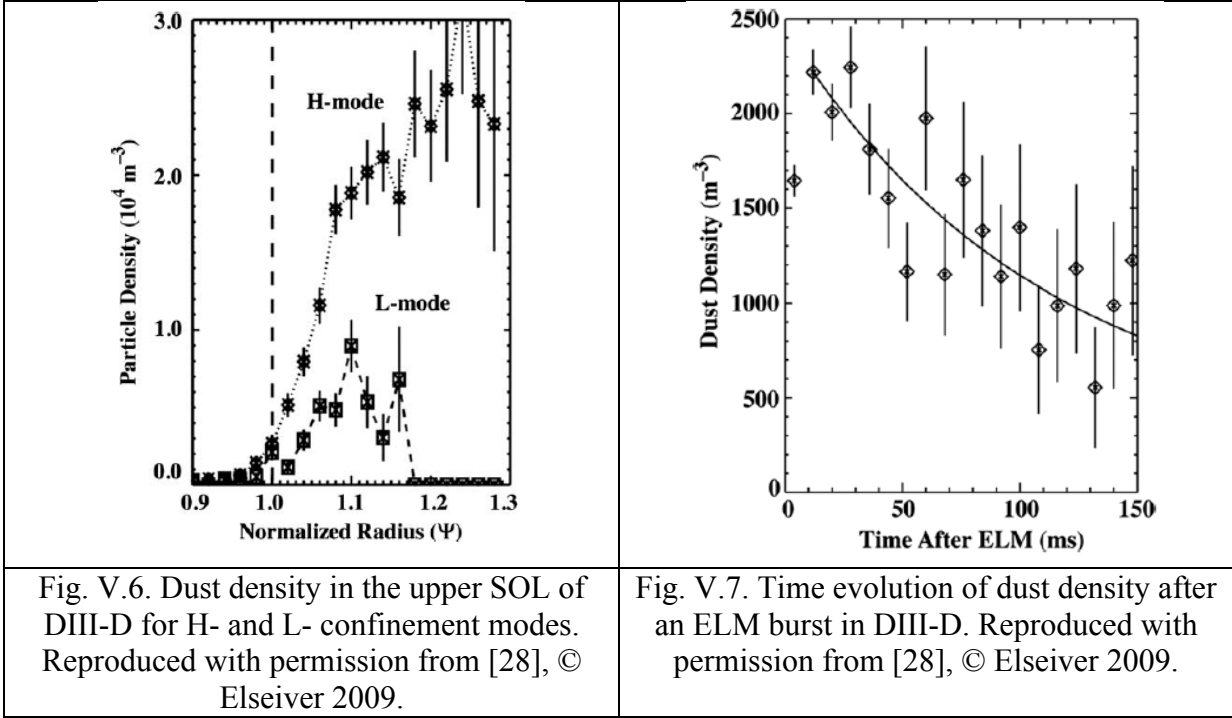 3.0
2.0
1.0
0.0
Particle Density (10⁴ m⁻³)
H-mode
L-mode
0.9 1.0 1.1 1.2 1.3
Normalized Radius (Ψ)
2500
2000
1500
1000
500
0
Dust Density (m⁻³)
0 50 100 150
Time After ELM (ms)
Fig. V.6. Dust density in the upper SOL of
DIII-D for H- and L- confinement modes.
Reproduced with permission from [28], ©
Elseiver 2009.
Fig. V.7. Time evolution of dust density after
an ELM burst in DIII-D. Reproduced with
permission from [28], © Elseiver 2009.